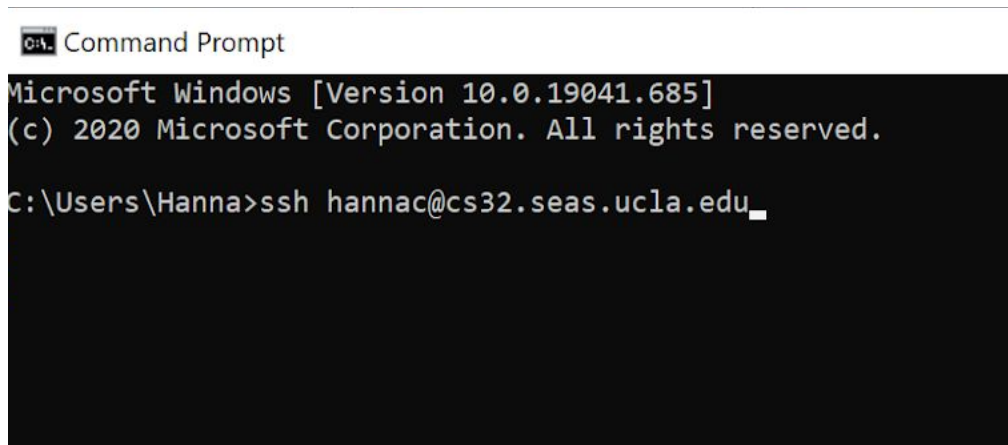 Command Prompt
Microsoft Windows [Version 10.0.19041.685]
(c) 2020 Microsoft Corporation. All rights reserved.
C:\Users\Hanna>ssh hannac@cs32.seas.ucla.edu